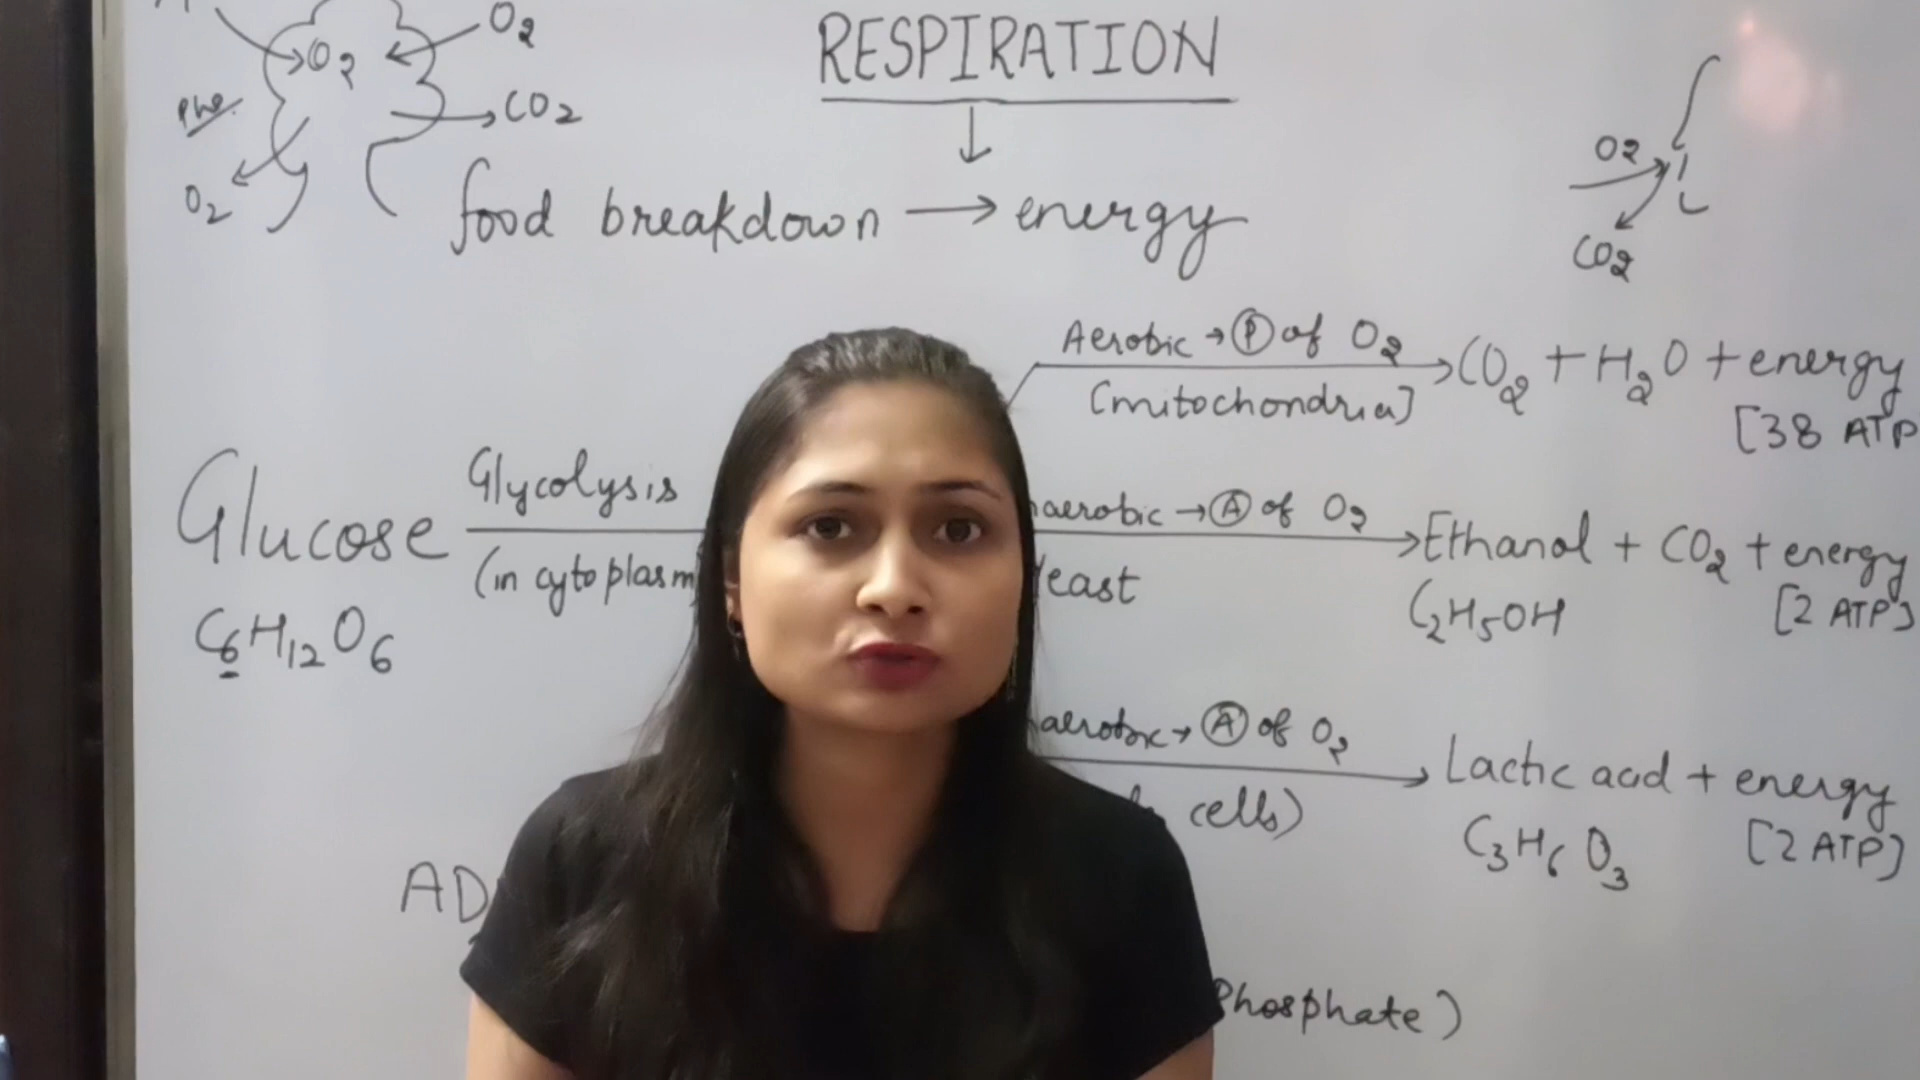 O2
O2
RESPIRATION
Pho.
CO2
O2
food breakdown → energy
O2
CO2
Aerobic → (P) of O2 → CO2 + H2O + energy
[mitochondria]
[38 ATP
Glucose
Glycolysis
(in cytoplasm
C6H12O6
aerobic → (A) of O2 → Ethanol + CO2 + energy
east
C2H5OH
[2 ATP]
aerobic → (A) of O2 → Lactic acid + energy
cells)
C3H6O3
[2 ATP]
AD
Phosphate)